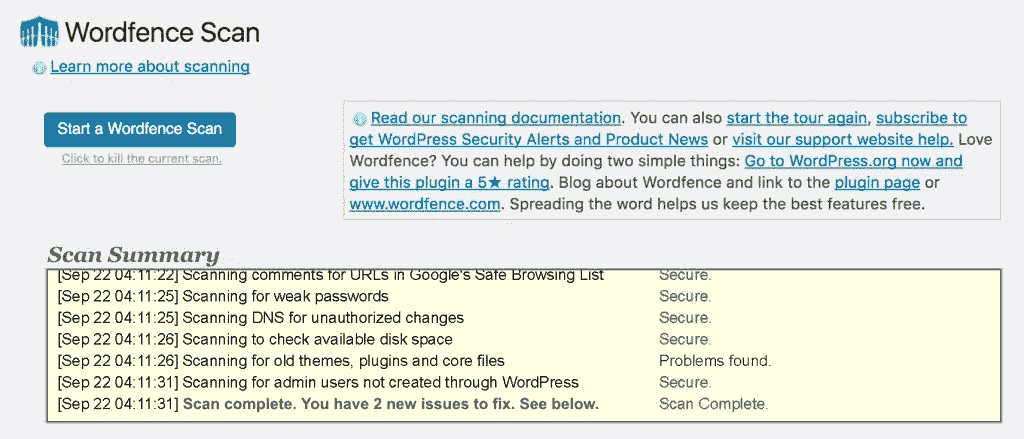 Wordfence Scan
Learn more about scanning
Start a Wordfence Scan
Click to kill the current scan.
Read our scanning documentation. You can also start the tour again, subscribe to
get WordPress Security Alerts and Product News or visit our support website help. Love
Wordfence? You can help by doing two simple things: Go to WordPress.org now and
give this plugin a 5★ rating. Blog about Wordfence and link to the plugin page or
www.wordfence.com. Spreading the word helps us keep the best features free.
Scan Summary
[Sep 22 04:11:22] Scanning comments for URLs in Google's Safe Browsing List Secure.
[Sep 22 04:11:25] Scanning for weak passwords Secure.
[Sep 22 04:11:25] Scanning DNS for unauthorized changes Secure.
[Sep 22 04:11:26] Scanning to check available disk space Secure.
[Sep 22 04:11:26] Scanning for old themes, plugins and core files Problems found.
[Sep 22 04:11:31] Scanning for admin users not created through WordPress Secure.
[Sep 22 04:11:31] Scan complete. You have 2 new issues to fix. See below. Scan Complete.